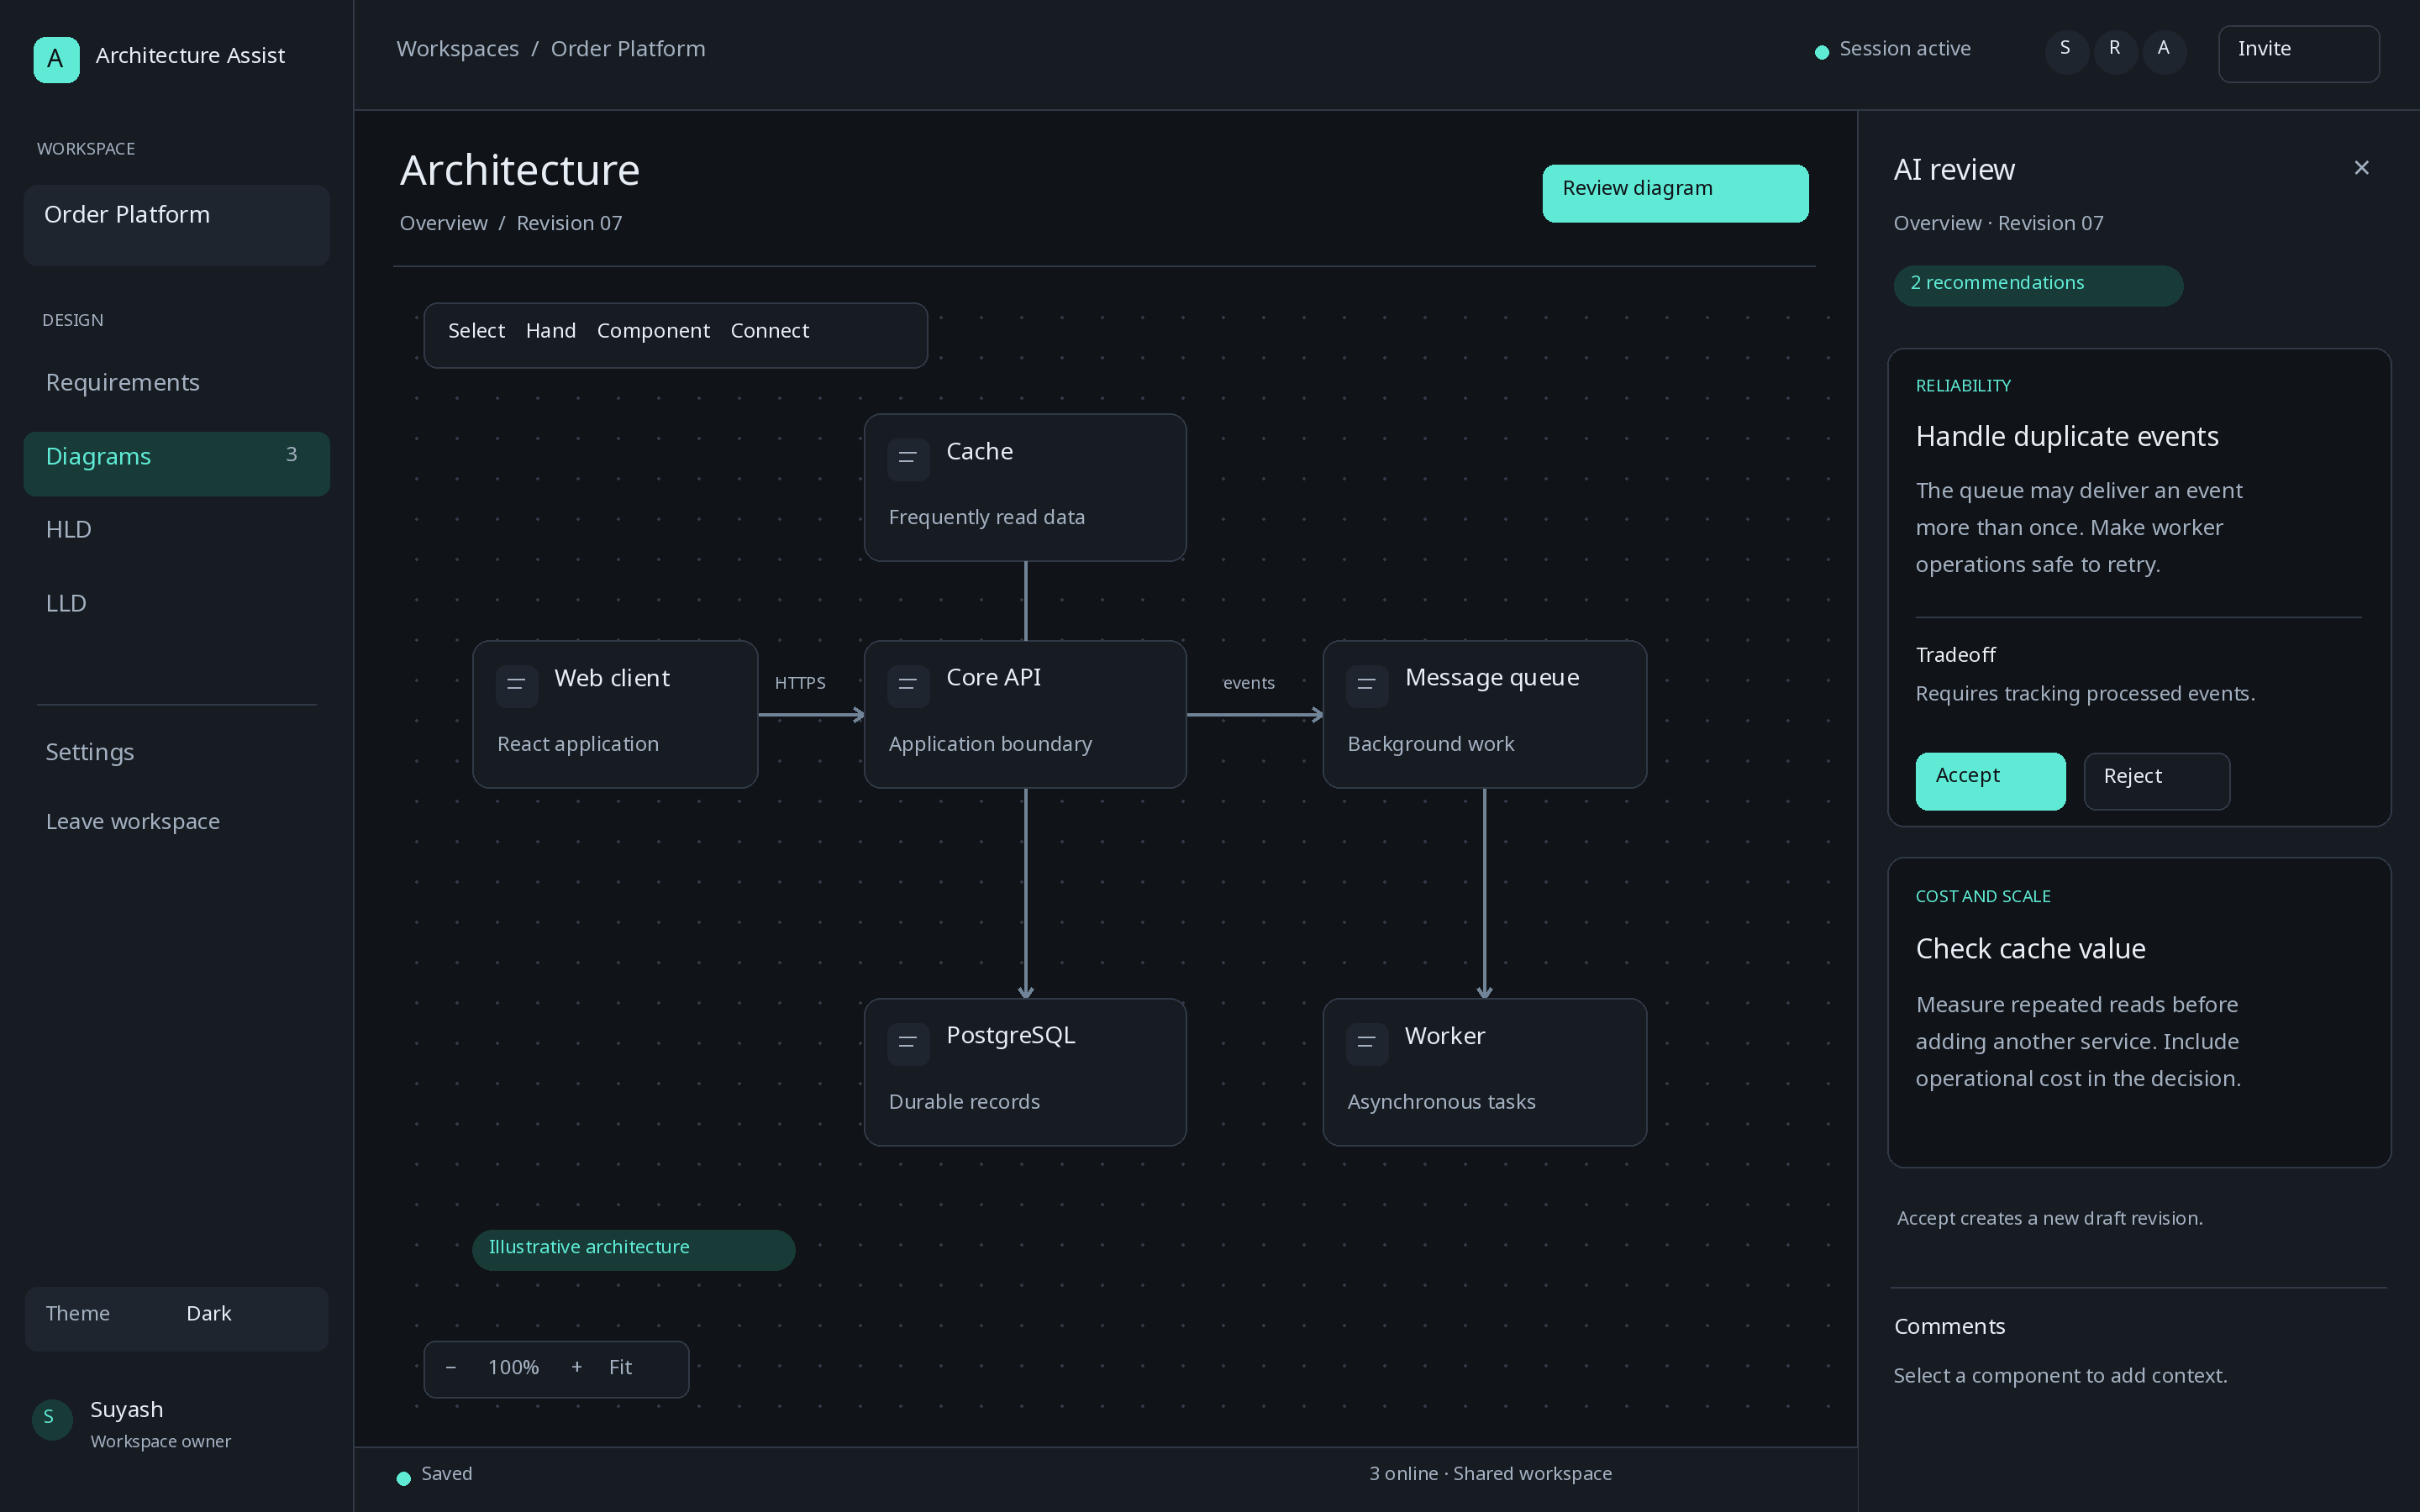 A Architecture Assist
WORKSPACE
Order Platform
DESIGN
Requirements
Diagrams 3
HLD
LLD
Settings
Leave workspace
Theme Dark
S
Suyash
Workspace owner
Workspaces / Order Platform
Session active
S R A
Invite
Architecture
Overview / Revision 07
Review diagram
Select Hand Component Connect
Cache
Frequently read data
Web client
React application
HTTPS
Core API
Application boundary
events
Message queue
Background work
PostgreSQL
Durable records
Worker
Asynchronous tasks
Illustrative architecture
− 100% + Fit
Saved
3 online · Shared workspace
AI review ×
Overview · Revision 07
2 recommendations
RELIABILITY
Handle duplicate events
The queue may deliver an event
more than once. Make worker
operations safe to retry.
Tradeoff
Requires tracking processed events.
Accept Reject
COST AND SCALE
Check cache value
Measure repeated reads before
adding another service. Include
operational cost in the decision.
Accept creates a new draft revision.
Comments
Select a component to add context.